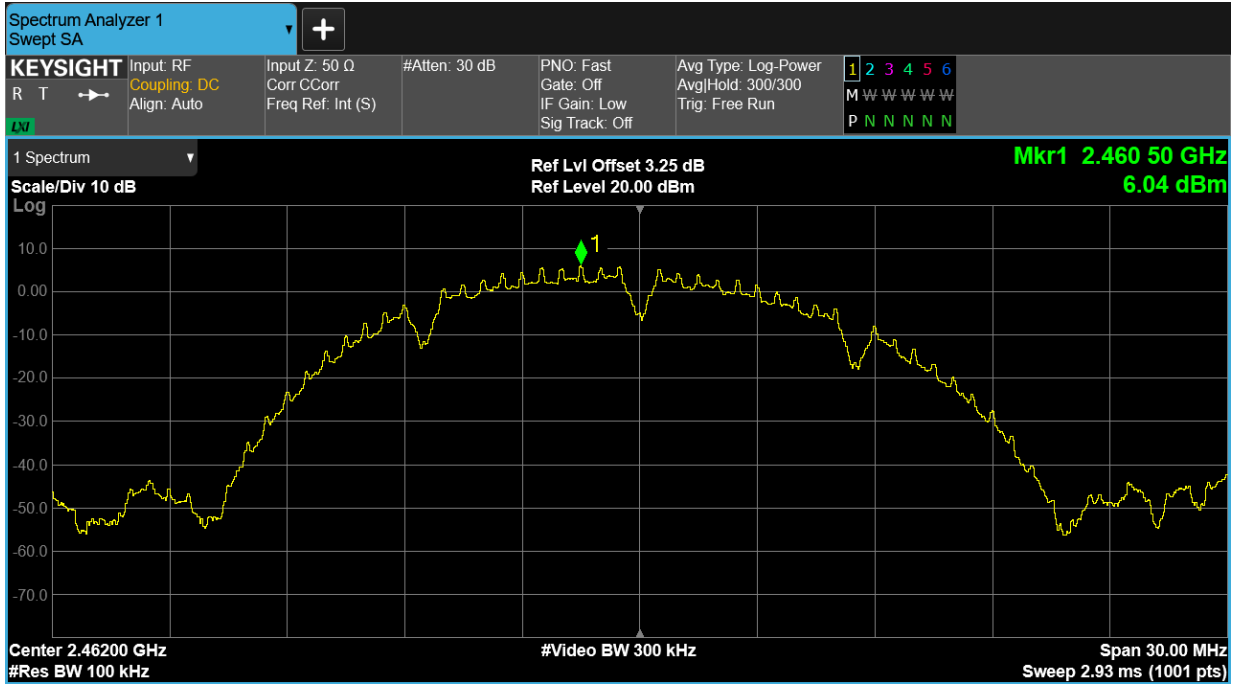 Spectrum Analyzer 1
Swept SA
▼
+
KEYSIGHT
R T
LXI
Input: RF
Coupling: DC
Align: Auto
Input Z: 50 Ω
Corr CCorr
Freq Ref: Int (S)
#Atten: 30 dB
PNO: Fast
Gate: Off
IF Gain: Low
Sig Track: Off
Avg Type: Log-Power
Avg|Hold: 300/300
Trig: Free Run
1 2 3 4 5 6
M W W W W W
P N N N N N
1 Spectrum ▼
Scale/Div 10 dB
Ref Lvl Offset 3.25 dB
Ref Level 20.00 dBm
Mkr1 2.460 50 GHz
6.04 dBm
Log
1
10.0
0.00
-10.0
-20.0
-30.0
-40.0
-50.0
-60.0
-70.0
Center 2.46200 GHz
#Res BW 100 kHz
#Video BW 300 kHz
Span 30.00 MHz
Sweep 2.93 ms (1001 pts)